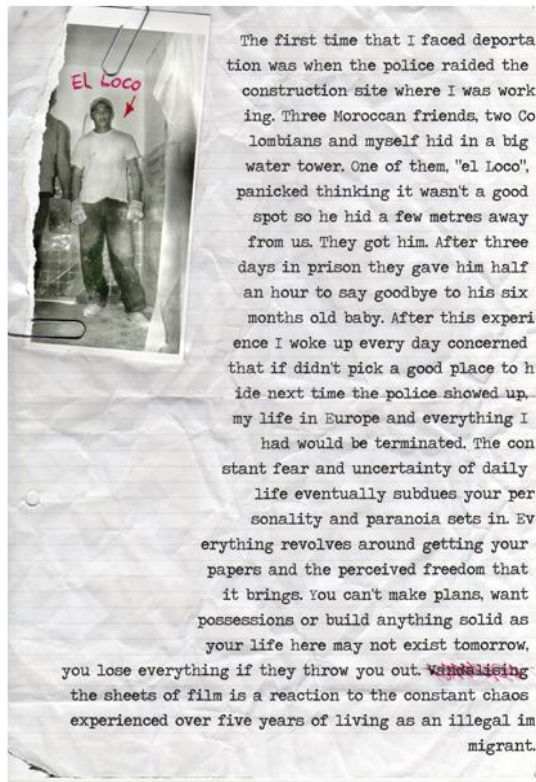 EL LOCO
The first time that I faced deporta
tion was when the police raided the
construction site where I was work
ing. Three Moroccan friends, two Co
lombians and myself hid in a big
water tower. One of them, "el Loco",
panicked thinking it wasn't a good
spot so he hid a few metres away
from us. They got him. After three
days in prison they gave him half
an hour to say goodbye to his six
months old baby. After this experi
ence I woke up every day concerned
that if didn't pick a good place to h
ide next time the police showed up,
my life in Europe and everything I
had would be terminated. The con
stant fear and uncertainty of daily
life eventually subdues your per
sonality and paranoia sets in. Ev
erything revolves around getting your
papers and the perceived freedom that
it brings. You can't make plans, want
possessions or build anything solid as
your life here may not exist tomorrow,
you lose everything if they throw you out. Vandalising
the sheets of film is a reaction to the constant chaos
experienced over five years of living as an illegal im
migrant.